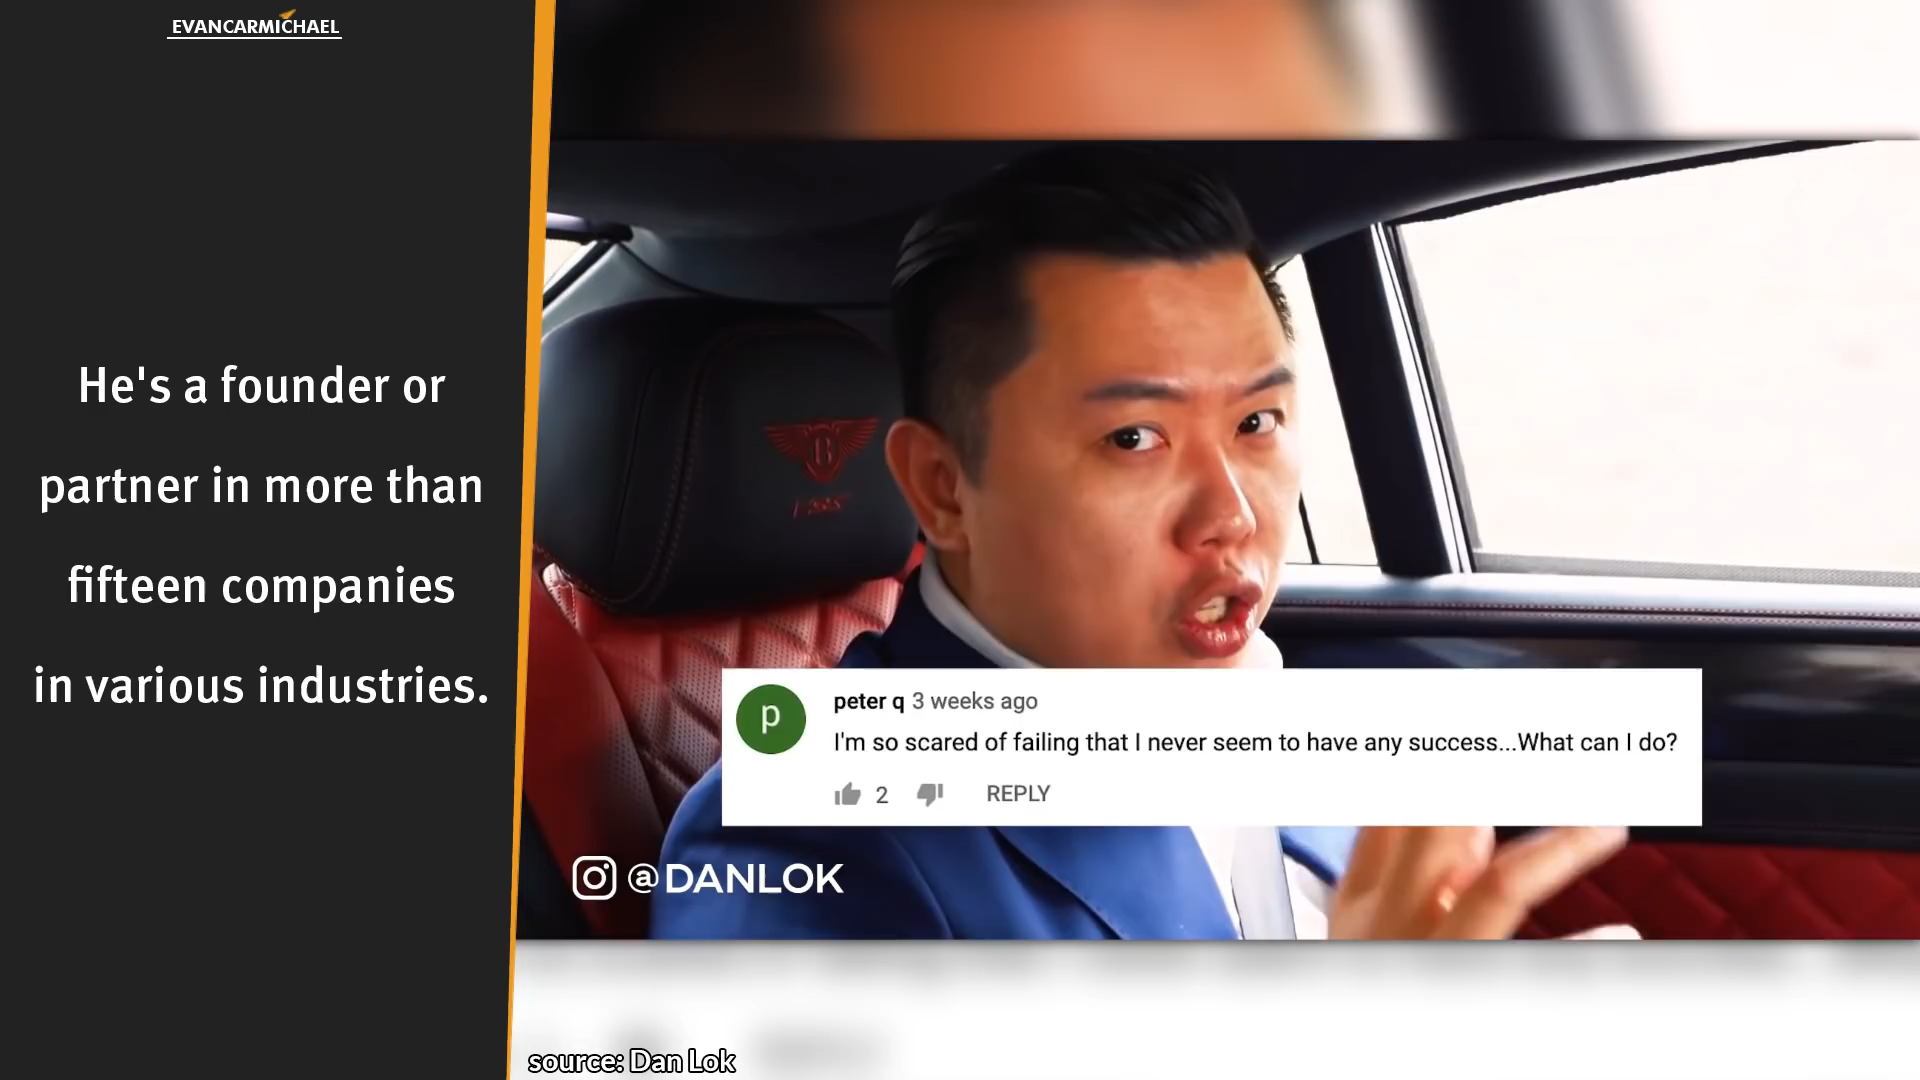 EVANCARMICHAEL
He's a founder or
partner in more than
fifteen companies
in various industries.
B
peter q 3 weeks ago
p
I'm so scared of failing that I never seem to have any success...What can I do?
2 REPLY
@DANLOK
source: Dan Lok